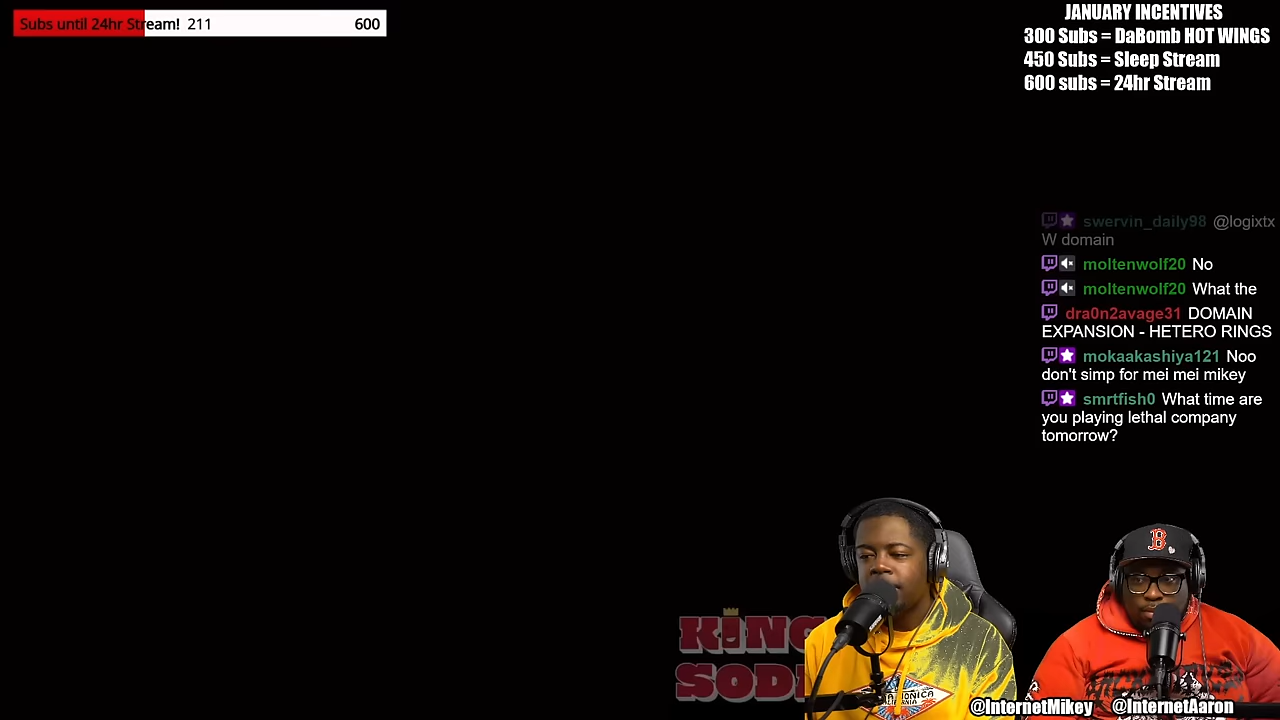 Subs until 24hr Stream! 211 600
JANUARY INCENTIVES
300 Subs = DaBomb HOT WINGS
450 Subs = Sleep Stream
600 subs = 24hr Stream
swervin_daily98 @logixtx
W domain
moltenwolf20 No
moltenwolf20 What the
dra0n2avage31 DOMAIN
EXPANSION - HETERO RINGS
mokaakashiya121 Noo
don't simp for mei mei mikey
smrtfish0 What time are
you playing lethal company
tomorrow?
B
KING
SOD
@InternetMikey @InternetAaron